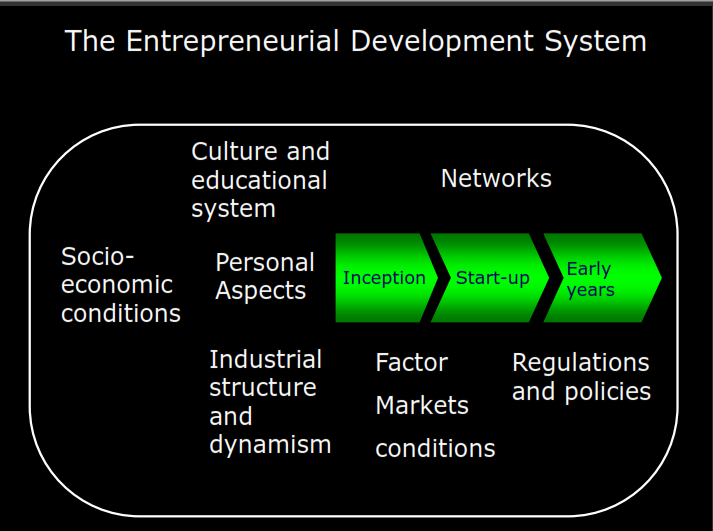 The Entrepreneurial Development System
Culture and
educational
system
Networks
Socio-
economic
conditions
Personal
Aspects
Inception
Start-up
Early
years
Industrial
structure
and
dynamism
Factor
Markets
conditions
Regulations
and policies